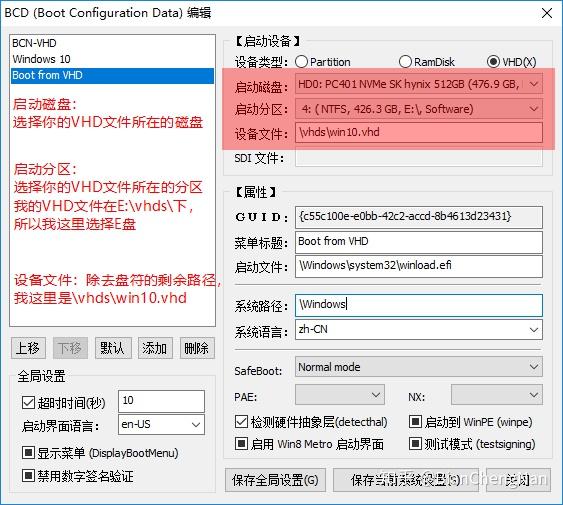 BCD (Boot Configuration Data) 编辑
BCN-VHD
Windows 10
Boot from VHD
启动磁盘：
选择你的VHD文件所在的磁盘
启动分区：
选择你的VHD文件所在的分区
我的VHD文件在E:\vhds\下，
所以我这里选择E盘
设备文件：除去盘符的剩余路径，
我这里是\vhds\win10.vhd
上移 下移 默认 添加 删除
全局设置
超时时间(秒) 10
启动界面语言： en-US
显示菜单 (DisplayBootMenu)
禁用数字签名验证
【启动设备】
设备类型： Partition RamDisk VHD(X)
启动磁盘： HD0: PC401 NVMe SK hynix 512GB (476.9 GB,
启动分区： 4: ( NTFS, 426.3 GB, E:\, Software)
设备文件： \vhds\win10.vhd
SDI 文件：
【属性】
GUID： {c55c100e-e0bb-42c2-accd-8b4613d23431}
菜单标题： Boot from VHD
启动文件： \Windows\system32\winload.efi
系统路径： \Windows
系统语言： zh-CN
SafeBoot: Normal mode
PAE: NX:
检测硬件抽象层(detecthal) 启动到 WinPE (winpe)
启用 Win8 Metro 启动界面 测试模式 (testsigning)
保存全局设置(G) 保存当前系统设置(S) 关闭